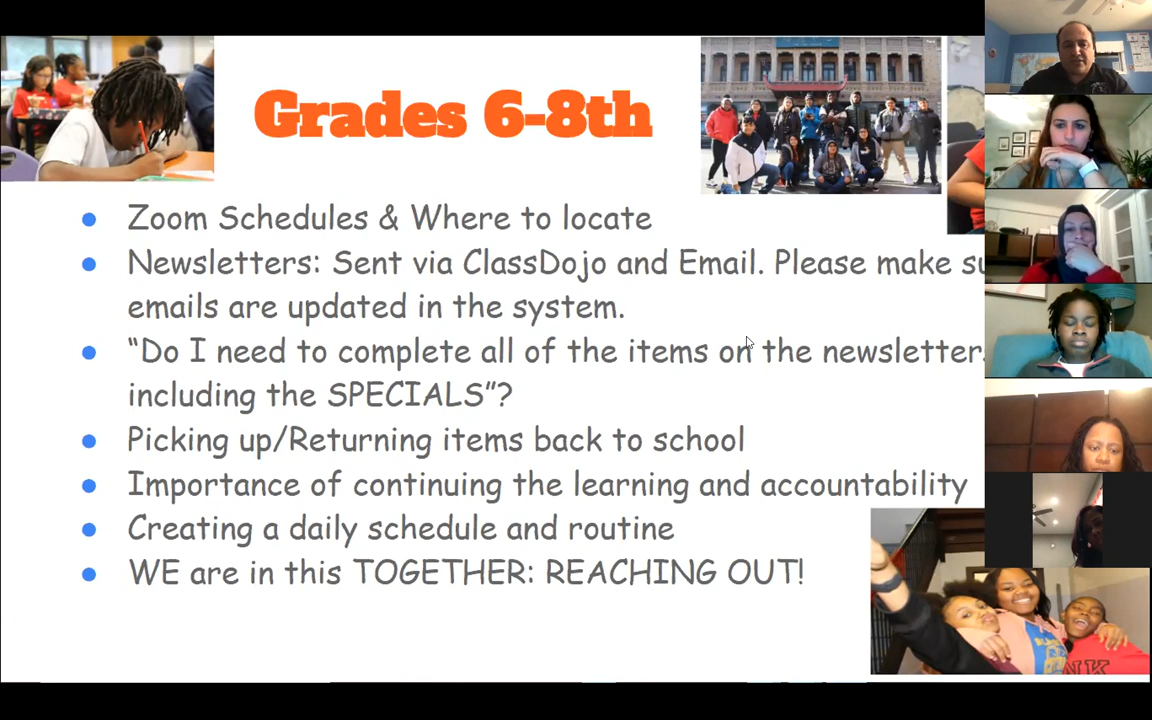 Grades 6-8th
Zoom Schedules & Where to locate
Newsletters: Sent via ClassDojo and Email. Please make su
emails are updated in the system.
“Do I need to complete all of the items on the newsletter
including the SPECIALS”?
Picking up/Returning items back to school
Importance of continuing the learning and accountability
Creating a daily schedule and routine
WE are in this TOGETHER: REACHING OUT!